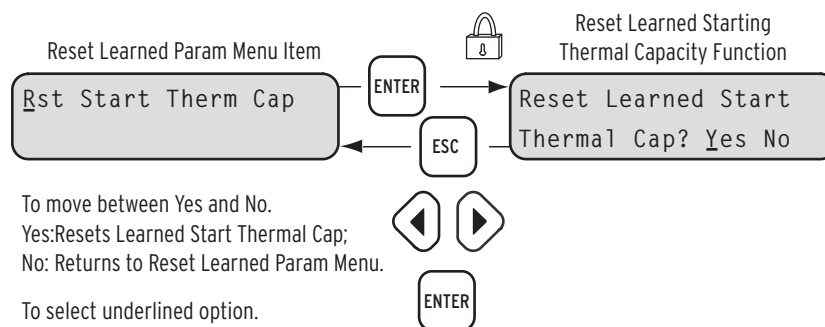 Reset Learned Param Menu Item
Reset Learned Starting
Thermal Capacity Function
Rst Start Therm Cap
ENTER
Reset Learned Start
Thermal Cap? Yes No
ESC
To move between Yes and No.
Yes:Resets Learned Start Thermal Cap;
No: Returns to Reset Learned Param Menu.
To select underlined option.
ENTER